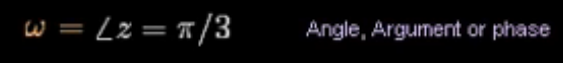 ω = ∠z = π/3 Angle, Argument or phase